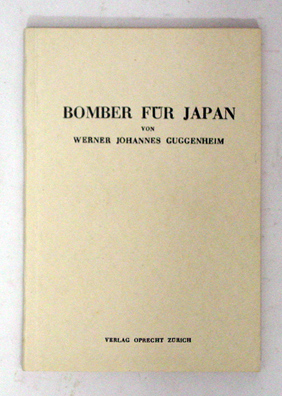 BOMBER FÜR JAPAN
VON
WERNER JOHANNES GUGGENHEIM
VERLAG OPRECHT ZÜRICH